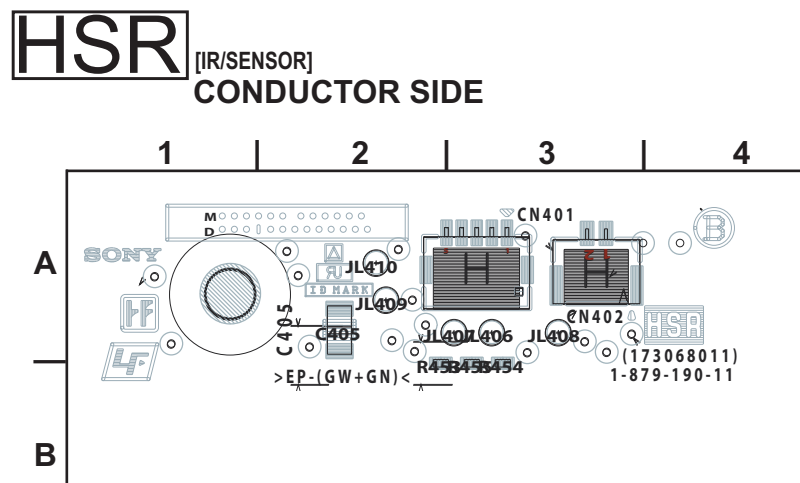 HSR
[IR/SENSOR]
CONDUCTOR SIDE
1 2 3 4
A
M
D
CN401
B
SONY
JL410
ID MARK
JL409
C405
C405
CN402
HSR
JL407
JL406
JL408
(173068011)
1-879-190-11
R453
R454
>EP-(GW+GN)<
B